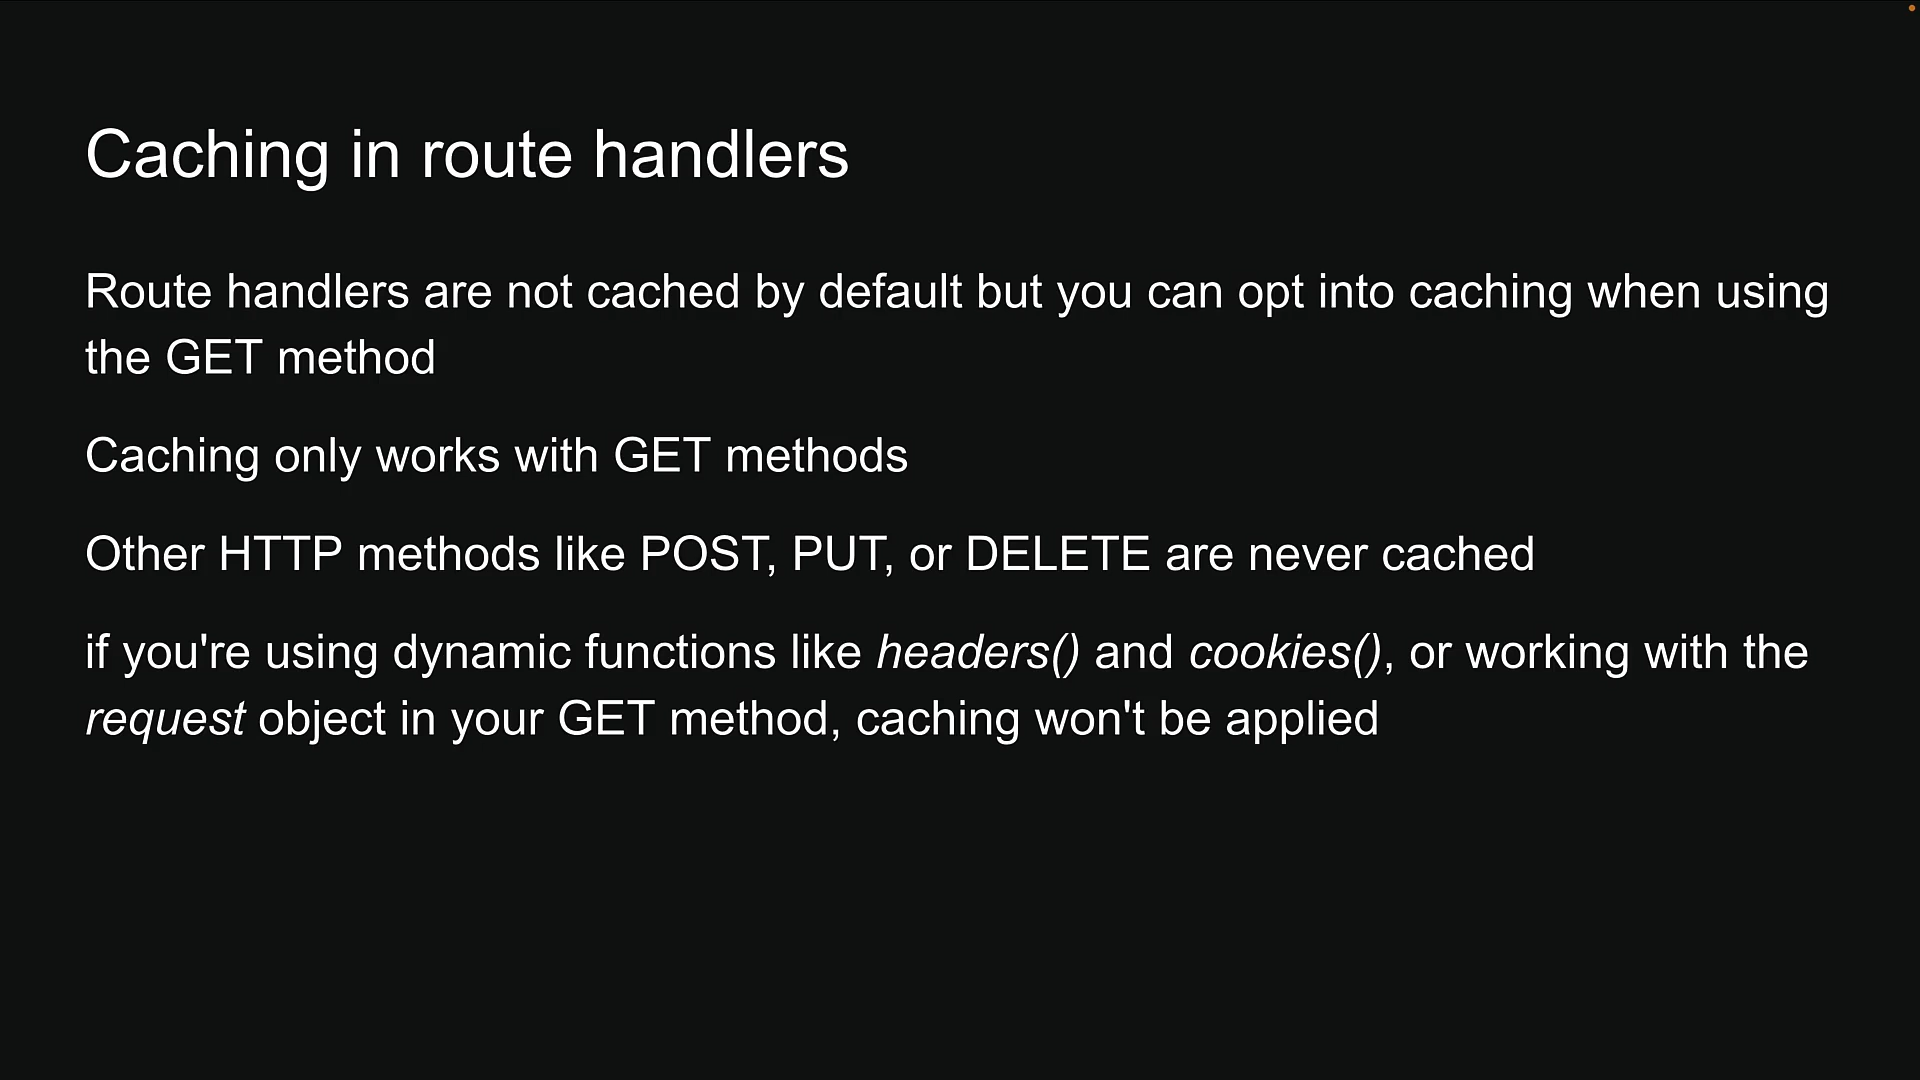 Caching in route handlers
Route handlers are not cached by default but you can opt into caching when using
the GET method
Caching only works with GET methods
Other HTTP methods like POST, PUT, or DELETE are never cached
if you're using dynamic functions like headers() and cookies(), or working with the
request object in your GET method, caching won't be applied